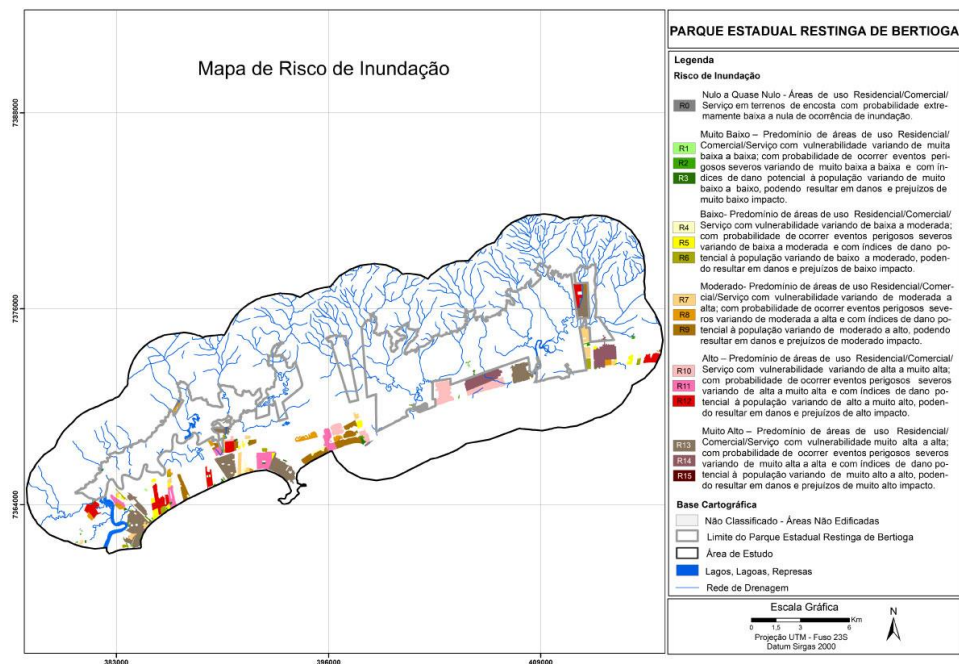 PARQUE ESTADUAL RESTINGA DE BERTIOGA
Mapa de Risco de Inundação
Legenda
Risco de Inundação
R0
Nulo a Quase Nulo - Áreas de uso Residencial/Comercial/
Serviço em terrenos de encosta com probabilidade extre-
mamente baixa a nula de ocorrência de inundação.
R1
R2
R3
Muito Baixo – Predomínio de áreas de uso Residencial/
Comercial/Serviço com vulnerabilidade variando de muita
baixa a baixa; com probabilidade de ocorrer eventos peri-
gosos severos variando de muito baixa a baixa e com ín-
dices de dano potencial à população variando de muito
baixo a baixo, podendo resultar em danos e prejuízos de
muito baixo impacto.
R4
R5
R6
Baixo- Predomínio de áreas de uso Residencial/Comercial/
Serviço com vulnerabilidade variando de baixa a moderada;
com probabilidade de ocorrer eventos perigosos severos
variando de baixa a moderada e com índices de dano po-
tencial à população variando de baixo a moderado, poden-
do resultar em danos e prejuízos de baixo impacto.
R7
R8
R9
Moderado- Predomínio de áreas de uso Residencial/Comer-
cial/Serviço com vulnerabilidade variando de moderada a
alta; com probabilidade de ocorrer eventos perigosos seve-
ros variando de moderada a alta e com índices de dano po-
tencial à população variando de moderado a alto, podendo
resultar em danos e prejuízos de moderado impacto.
R10
R11
R12
Alto – Predomínio de áreas de uso Residencial/Comercial/
Serviço com vulnerabilidade variando de alta a muito alta;
com probabilidade de ocorrer eventos perigosos severos
variando de alta a muito alta e com índices de dano po-
tencial à população variando de alto a muito alto, poden-
do resultar em danos e prejuízos de alto impacto.
R13
R14
R15
Muito Alto – Predomínio de áreas de uso Residencial/
Comercial/Serviço com vulnerabilidade muito alta a alta;
com probabilidade de ocorrer eventos perigosos severos
variando de muito alta a alta e com índices de dano po-
tencial à população variando de muito alto a alto, poden-
do resultar em danos e prejuízos de muito alto impacto.
Base Cartográfica
Não Classificado - Áreas Não Edificadas
Limite do Parque Estadual Restinga de Bertioga
Área de Estudo
Lagos, Lagoas, Represas
Rede de Drenagem
Escala Gráfica
0 1,5 3 6 Km
Projeção UTM - Fuso 23S
Datum Sirgas 2000
N
7388000
7376000
7364000
383000 396000 409000